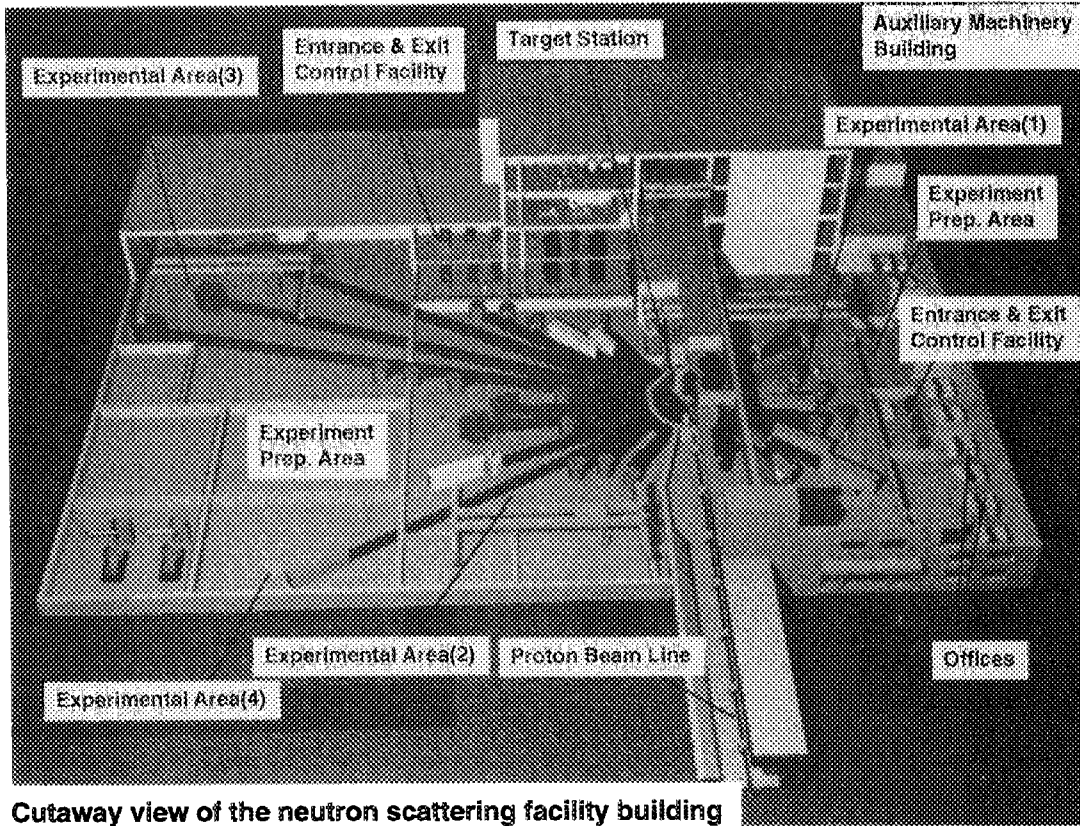 Auxiliary Machinery
Building
Target Station
Entrance & Exit
Control Facility
Experimental Area(3)
Experimental Area(1)
Experiment
Prep. Area
Entrance & Exit
Control Facility
Experiment
Prep. Area
Experimental Area(2)
Proton Beam Line
Offices
Experimental Area(4)
Cutaway view of the neutron scattering facility building